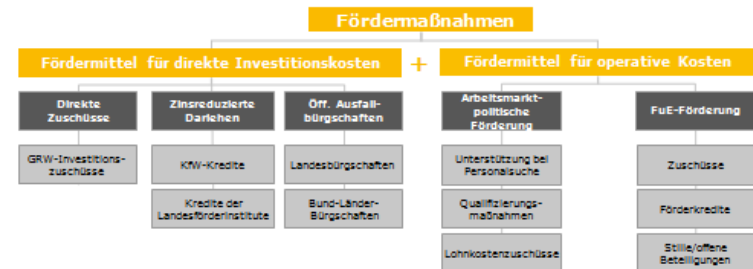 Fördermaßnahmen
Fördermittel für direkte Investitionskosten
+
Fördermittel für operative Kosten
Direkte
Zuschüsse
Zinsreduzierte
Darlehen
Öff. Ausfall-
bürgschaften
Arbeitsmarkt-
politische
Förderung
FuE-Förderung
GRW-Investitions-
zuschüsse
KfW-Kredite
Landesbürgschaften
Unterstützung bei
Personalsuche
Zuschüsse
Kredite der
Landesförderinstitute
Bund-Länder-
Bürgschaften
Qualifizierungs-
maßnahmen
Förderkredite
Lohnkostenzuschüsse
Stille/offene
Beteiligungen